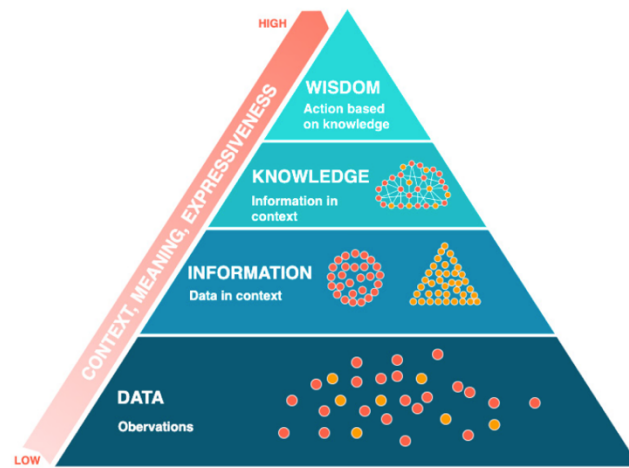 HIGH
WISDOM
Action based
on knowledge
KNOWLEDGE
Information in
context
CONTEXT, MEANING, EXPRESSIVENESS
INFORMATION
Data in context
DATA
Obervations
LOW